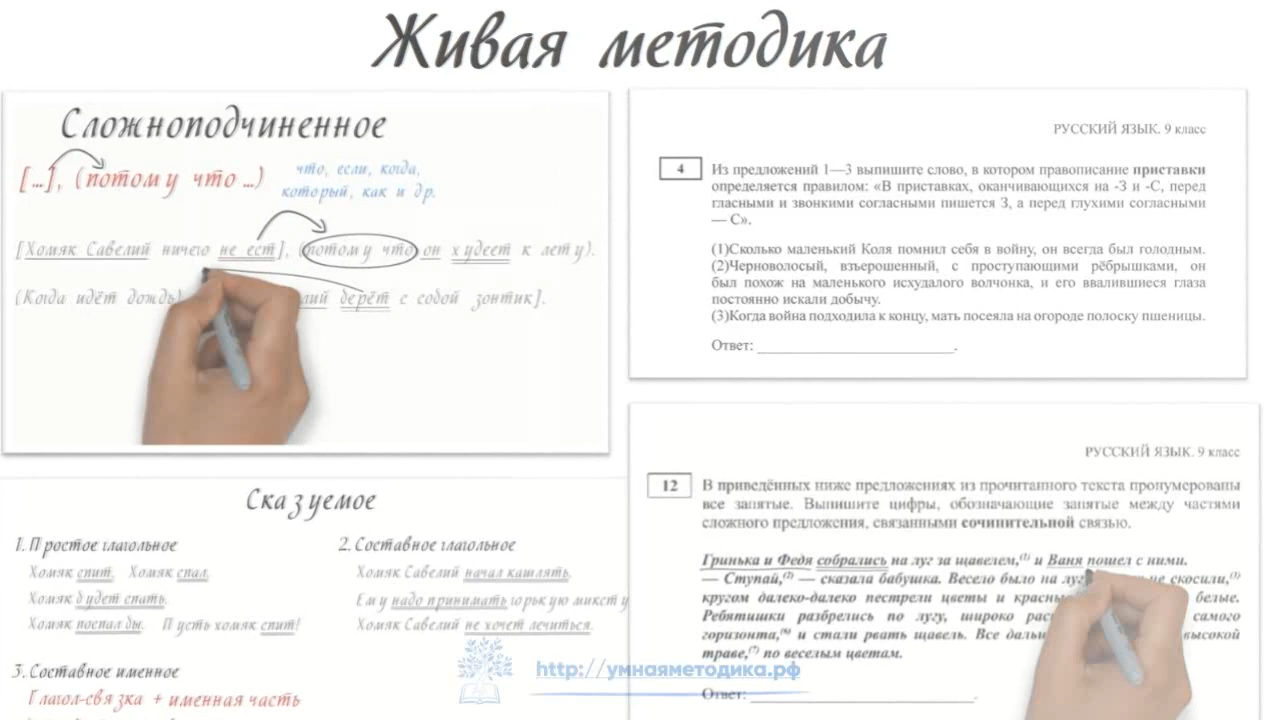 Живая методика
Сложноподчиненное
[...], (потому что ...)
что, если, когда,
который, как и др.
[Хомяк Савелий ничего не ест], (потому что он худеет к лету).
(Когда идёт дождь) берёт с собой зонтик].
РУССКИЙ ЯЗЫК. 9 класс
4
Из предложений 1—3 выпишите слово, в котором правописание приставки
определяется правилом: «В приставках, оканчивающихся на -З и -С, перед
гласными и звонкими согласными пишется З, а перед глухими согласными
— С».
(1)Сколько маленький Коля помнил себя в войну, он всегда был голодным.
(2)Черноволосый, взъерошенный, с проступающими рёбрышками, он
был похож на маленького исхудалого волчонка, и его ввалившиеся глаза
постоянно искали добычу.
(3)Когда война подходила к концу, мать посеяла на огороде полоску пшеницы.
Ответ: ___________________________.
Сказуемое
1. Простое глагольное
Хомяк спит. Хомяк спал.
Хомяк будет спать.
Хомяк поспал бы. Пусть хомяк спит!
3. Составное именное
Глагол-связка + именная часть
2. Составное глагольное
Хомяк Савелий начал кашлять.
Ему надо принимать горькую миксту
Хомяк Савелий не хочет лечиться.
РУССКИЙ ЯЗЫК. 9 класс
12
В приведённых ниже предложениях из прочитанного текста пронумерованы
все запятые. Выпишите цифры, обозначающие запятые между частями
сложного предложения, связанными сочинительной связью.
Гринька и Федя собрались на луг за щавелем,(1) и Ваня пошел с ними.
— Ступай,(2) — сказала бабушка. Весело было на не скосили,(3)
кругом далеко-далеко пестрели цветы и белые.
Ребятишки разбрелись по лугу, широко самого
горизонта,(6) и стали рвать щавель. Все высокой
траве,(7) по веселым цветам.
Ответ: ___________________________.
http://умнаяметодика.рф